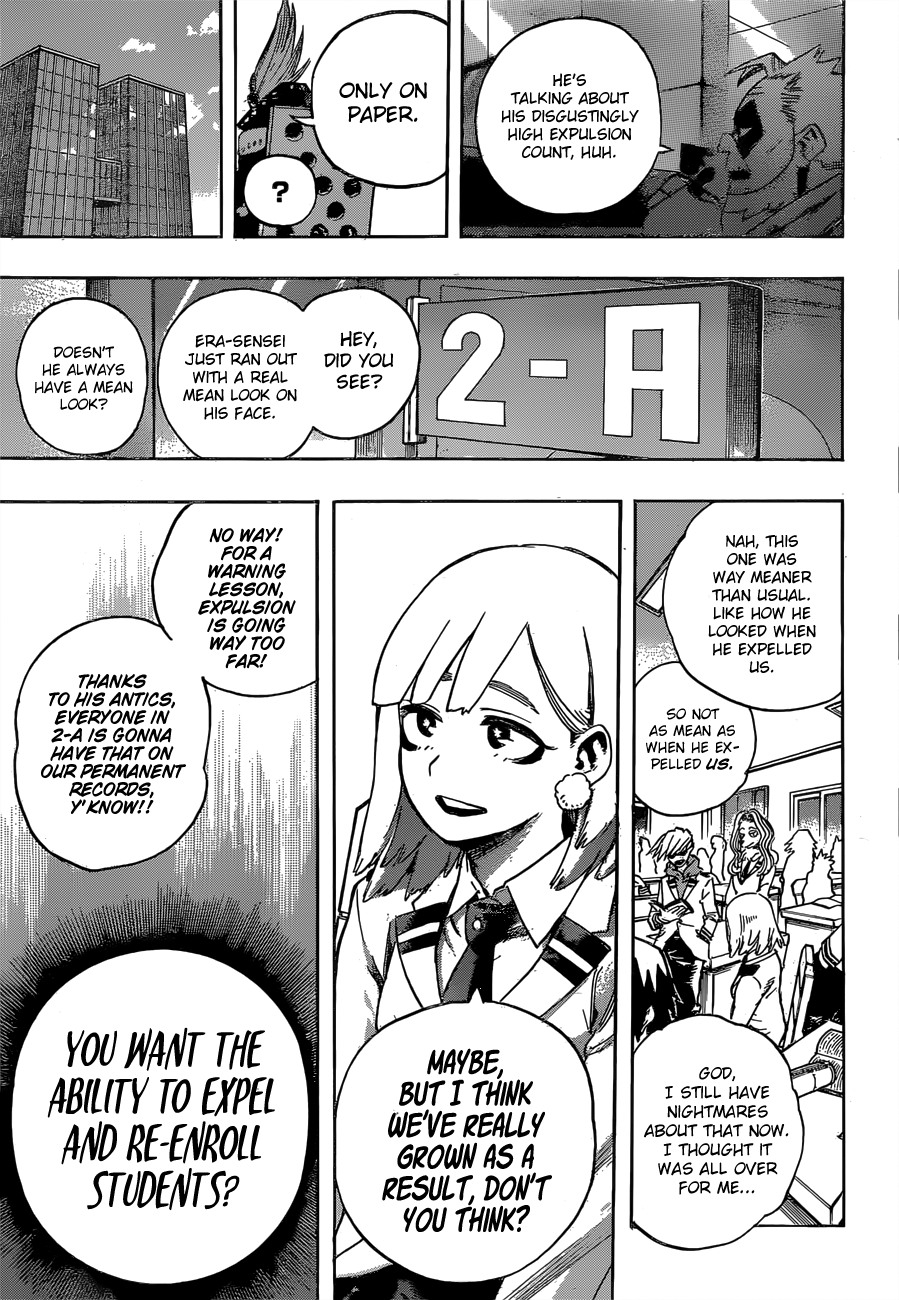 HE'S
TALKING ABOUT
HIS DISGUSTINGLY
HIGH EXPULSION
COUNT, HUH.
ONLY ON
PAPER.
?
2-A
HEY,
DID YOU
SEE?
ERA-SENSEI
JUST RAN OUT
WITH A REAL
MEAN LOOK ON
HIS FACE.
DOESN'T
HE ALWAYS
HAVE A MEAN
LOOK?
NAH, THIS
ONE WAS
WAY MEANER
THAN USUAL.
LIKE HOW HE
LOOKED WHEN
HE EXPELLED
US.
SO NOT
AS MEAN AS
WHEN HE EX-
PELLED US.
GOD,
I STILL HAVE
NIGHTMARES
ABOUT THAT NOW.
I THOUGHT IT
WAS ALL OVER
FOR ME...
MAYBE,
BUT I THINK
WE'VE REALLY
GROWN AS A
RESULT, DON'T
YOU THINK?
NO WAY!
FOR A
WARNING
LESSON,
EXPULSION
IS GOING
WAY TOO
FAR!
THANKS
TO HIS ANTICS,
EVERYONE IN
2-A IS GONNA
HAVE THAT ON
OUR PERMANENT
RECORDS,
Y'KNOW!!
YOU WANT THE
ABILITY TO EXPEL
AND RE-ENROLL
STUDENTS?